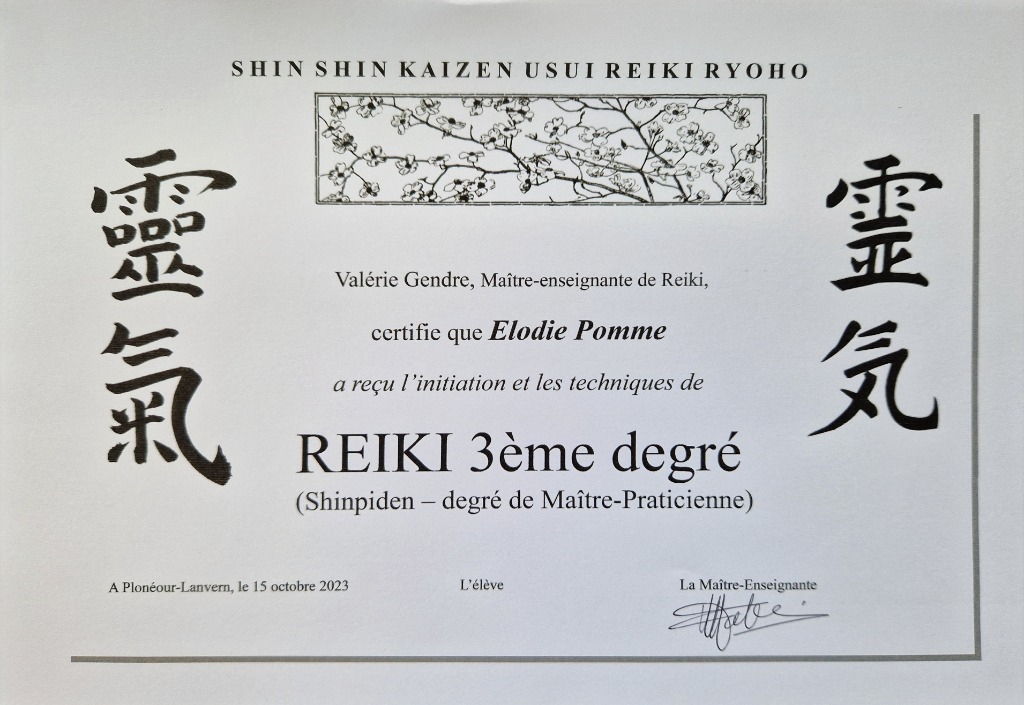 SHIN SHIN KAIZEN USUI REIKI RYOHO
靈氣
霊気
Valérie Gendre, Maître-enseignante de Reiki,
certifie que Elodie Pomme
a reçu l'initiation et les techniques de
REIKI 3ème degré
(Shinpiden – degré de Maître-Praticienne)
A Plonéour-Lanvern, le 15 octobre 2023
L'élève
La Maître-Enseignante